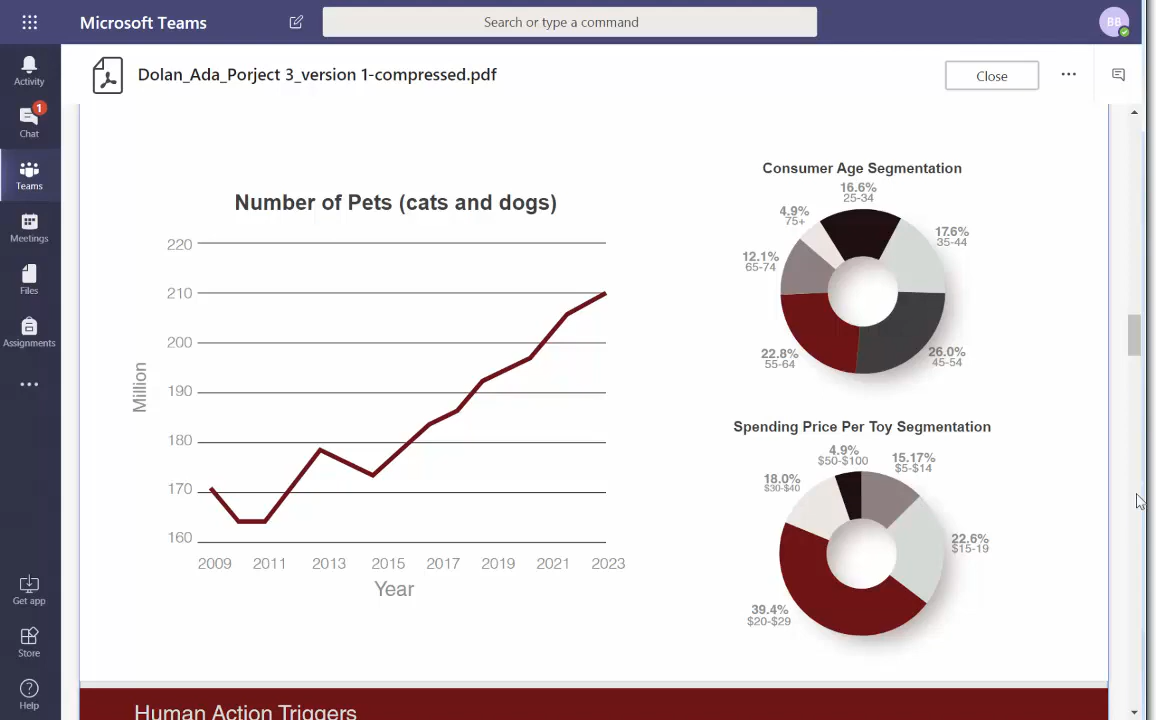 Microsoft Teams
Search or type a command
BB
Activity
1
Chat
Teams
Meetings
Files
Assignments
Get app
Store
Help
Dolan_Ada_Porject 3_version 1-compressed.pdf
Close
Number of Pets (cats and dogs)
220
210
200
190
180
170
160
Million
2009 2011 2013 2015 2017 2019 2021 2023
Year
Consumer Age Segmentation
16.6%
25-34
4.9%
75+
17.6%
35-44
12.1%
65-74
22.8%
55-64
26.0%
45-54
Spending Price Per Toy Segmentation
4.9%
$50-$100
15.17%
$5-$14
18.0%
$30-$40
22.6%
$15-19
39.4%
$20-$29
Human Action Triggers